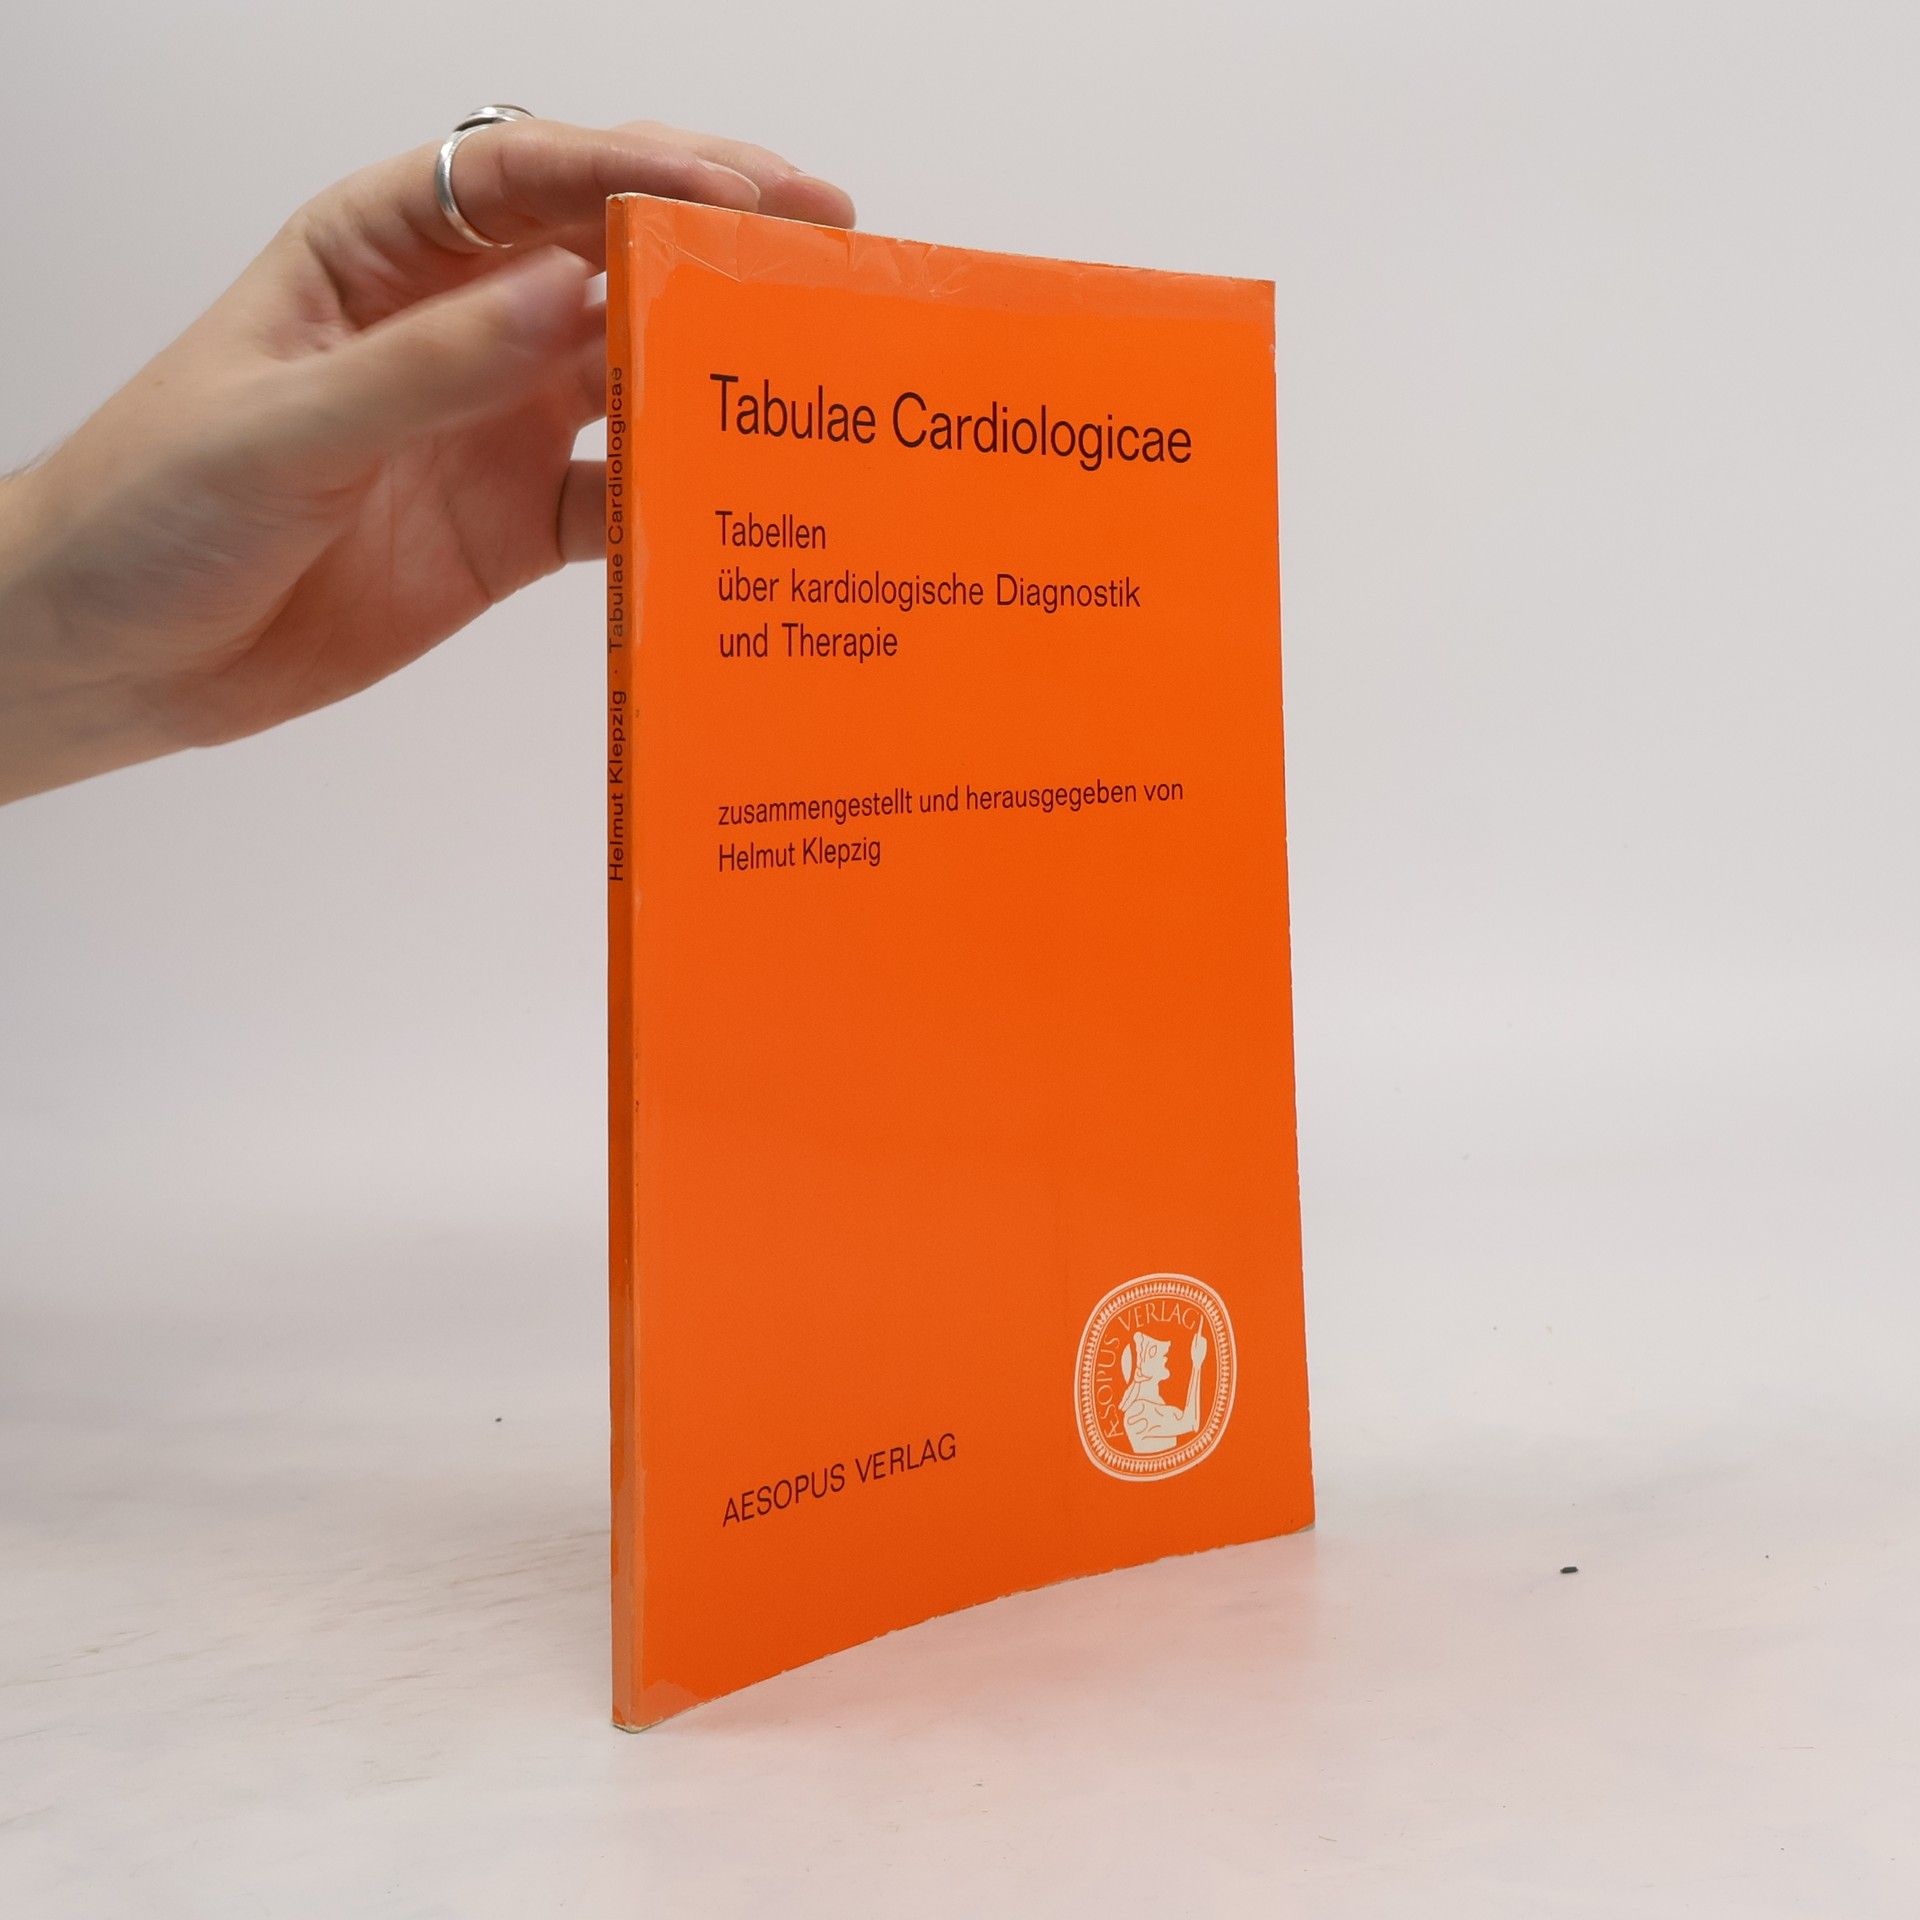 Helmut Klepzig · Tabulae Cardiologicae
Tabulae Cardiologicae
Tabellen
über kardiologische Diagnostik
und Therapie
zusammengestellt und herausgegeben von
Helmut Klepzig
AESOPUS VERLAG
ÆSOPUS VERLAG